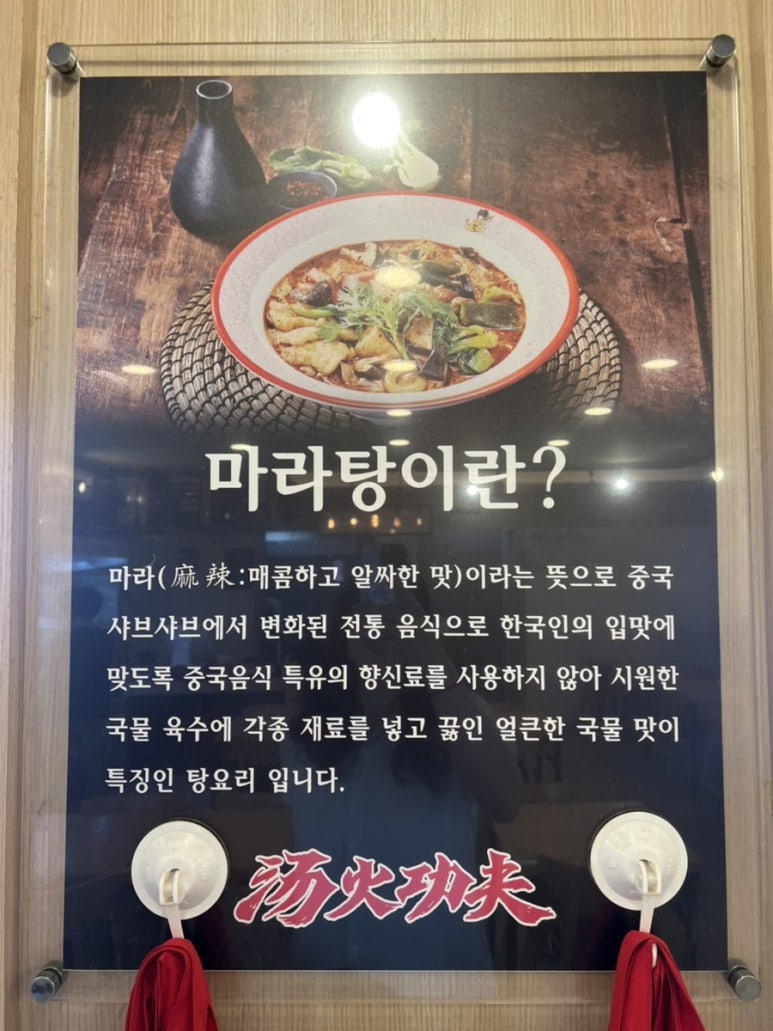 마라탕이란?
마라(麻辣:매콤하고 알싸한 맛)이라는 뜻으로 중국
샤브샤브에서 변화된 전통 음식으로 한국인의 입맛에
맞도록 중국음식 특유의 향신료를 사용하지 않아 시원한
국물 육수에 각종 재료를 넣고 끓인 얼큰한 국물 맛이
특징인 탕요리 입니다.
汤火功夫